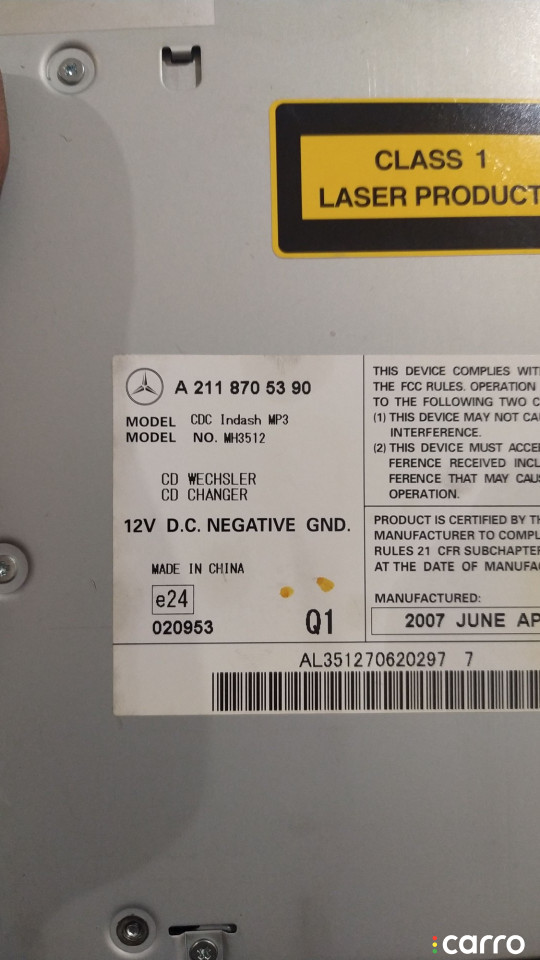 CLASS 1
LASER PRODUCT
A 211 870 53 90
MODEL CDC Indash MP3
MODEL NO. MH3512
CD WECHSLER
CD CHANGER
12V D.C. NEGATIVE GND.
MADE IN CHINA
e24
020953
Q1
THIS DEVICE COMPLIES WIT
THE FCC RULES. OPERATION
TO THE FOLLOWING TWO C
(1) THIS DEVICE MAY NOT CAU
INTERFERENCE.
(2) THIS DEVICE MUST ACCE
FERENCE RECEIVED INCL
FERENCE THAT MAY CAUS
OPERATION.
PRODUCT IS CERTIFIED BY TH
MANUFACTURER TO COMPL
RULES 21 CFR SUBCHAPTER
AT THE DATE OF MANUFAC
MANUFACTURED:
2007 JUNE AP
AL351270620297 7
carro